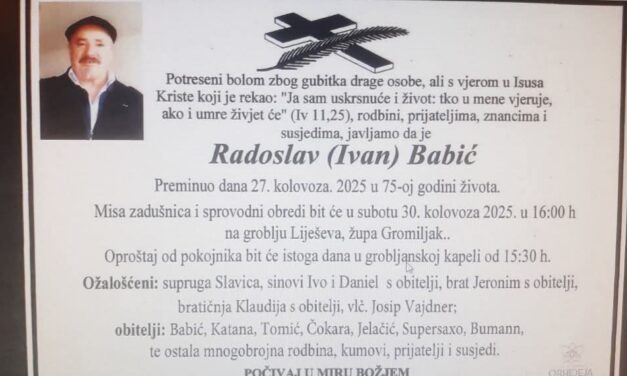 Potreseni bolom zbog gubitka drage osobe, ali s vjerom u Isusa
Kriste koji je rekao: "Ja sam uskrsnuće i život: tko u mene vjeruje,
ako i umre živjet će" (Iv 11,25), rodbini, prijateljima, znancima i
susjedima, javljamo da je
Radoslav (Ivan) Babić
Preminuo dana 27. kolovoza. 2025 u 75-oj godini života.
Misa zadušnica i sprovodni obredi bit će u subotu 30. kolovoza 2025. u 16:00 h
na groblju Liješeva, župa Gromiljak..
Oproštaj od pokojnika bit će istoga dana u grobljanskoj kapeli od 15:30 h.
Ožalošćeni: supruga Slavica, sinovi Ivo i Daniel s obitelji, brat Jeronim s obitelji,
bratična Klaudija s obitelji, vlč. Josip Vajdner;
obitelji: Babić, Katana, Tomić, Čokara, Jelačić, Supersaxo, Bumann,
te ostala mnogobrojna rodbina, kumovi, prijatelji i susjedi.
POČIVAJ U MIRU BOŽJEM
ORHIDEJA